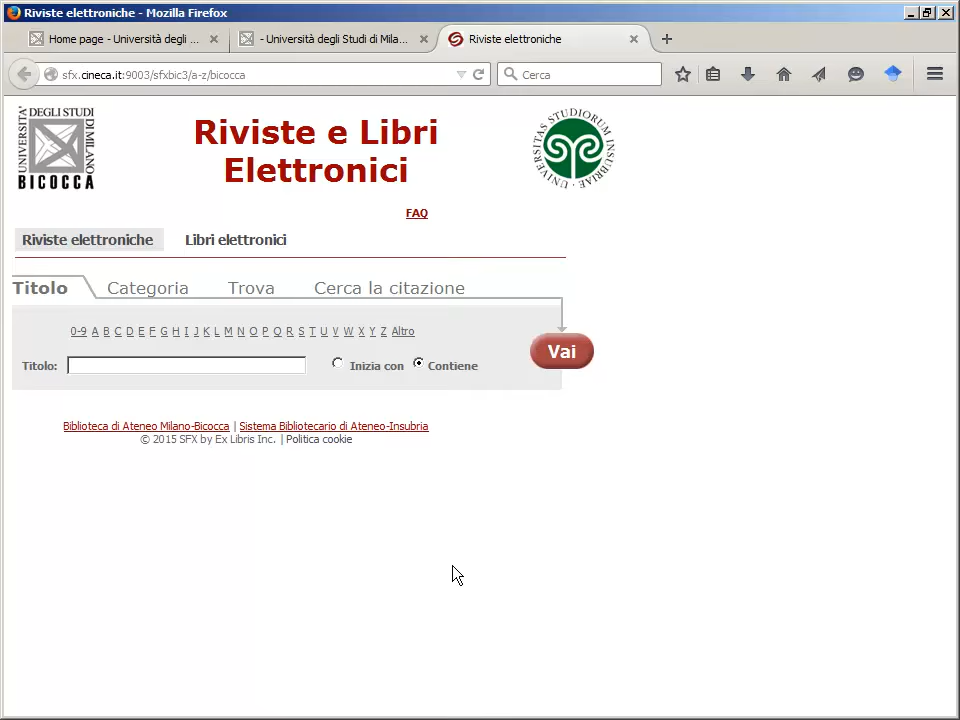 Riviste elettroniche - Mozilla Firefox
Home page - Università degli ...
- Università degli Studi di Mila...
Riviste elettroniche
sfx.cineca.it:9003/sfxbic3/a-z/bicocca
Cerca
UNIVERSITÀ DEGLI STUDI DI MILANO
BICOCCA
Riviste e Libri
Elettronici
UNIVERSITAS STUDIORUM INSUBRIAE
FAQ
Riviste elettroniche
Libri elettronici
Titolo
Categoria
Trova
Cerca la citazione
0-9 A B C D E F G H I J K L M N O P Q R S T U V W X Y Z Altro
Titolo:
Inizia con
Contiene
Vai
Biblioteca di Ateneo Milano-Bicocca | Sistema Bibliotecario di Ateneo-Insubria
© 2015 SFX by Ex Libris Inc. | Politica cookie